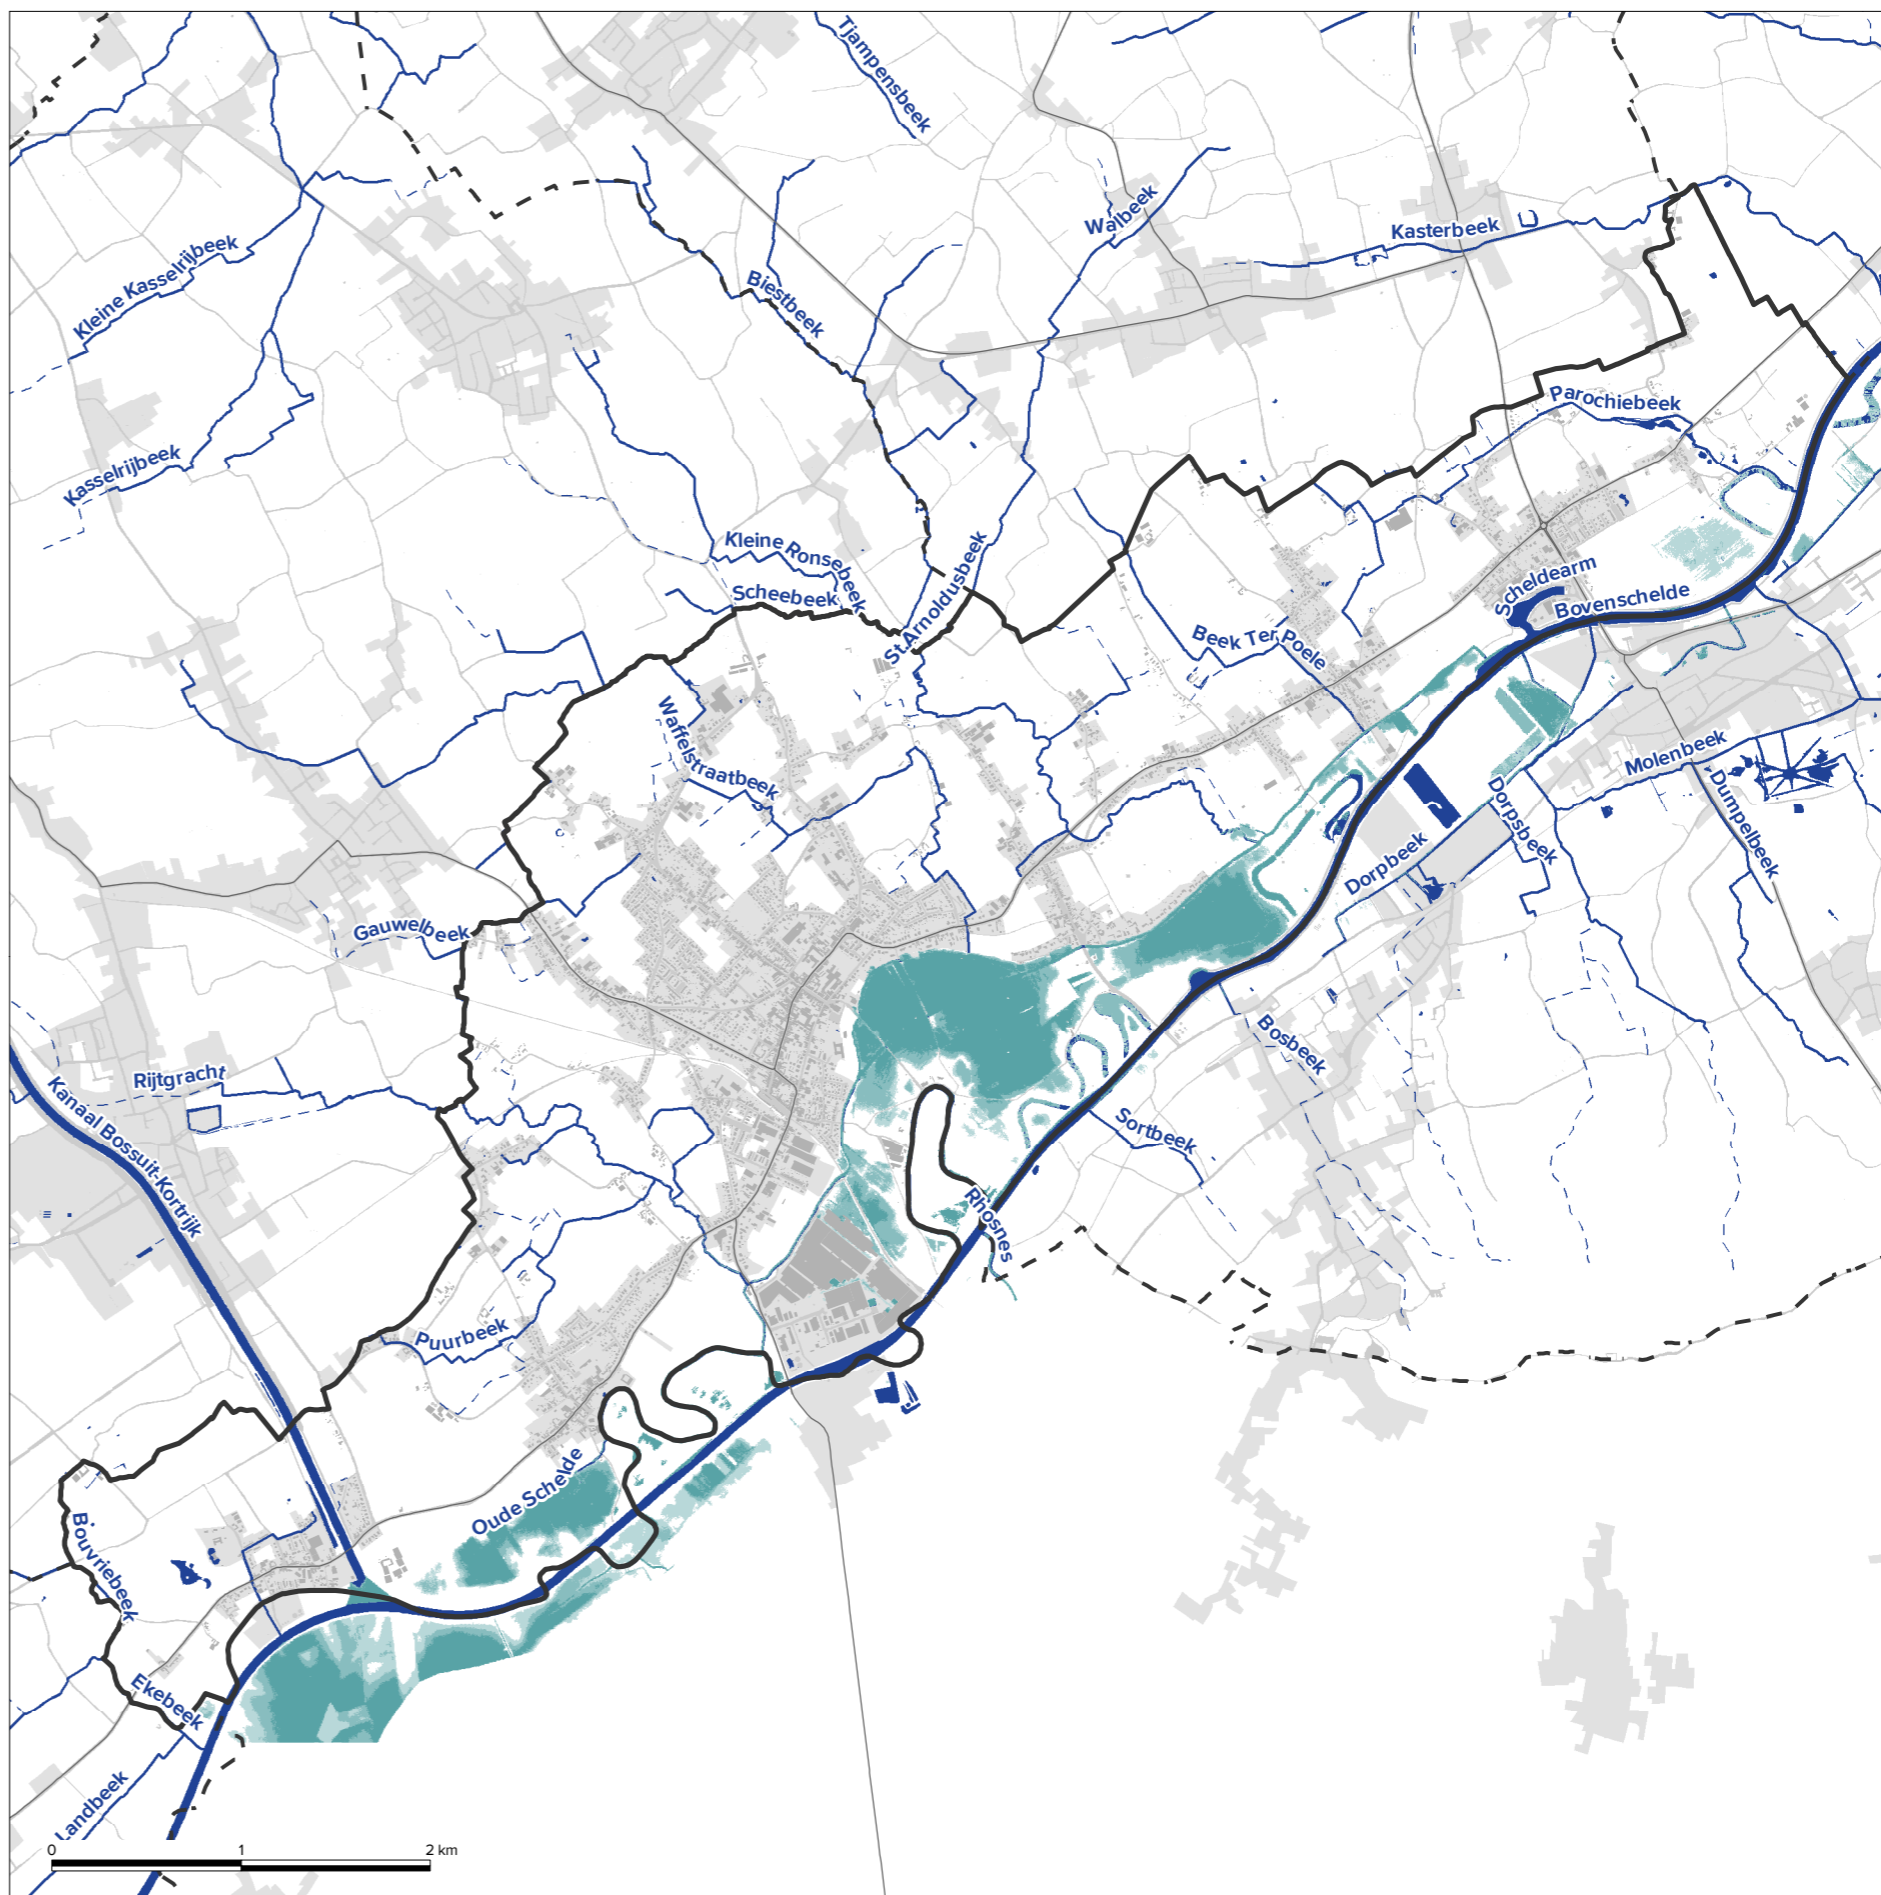 Tjampensbeek
Walbeek
Kasterbeek
Kleine Kasselrijbeek
Biestbeek
Parochiebeek
Kasselrijbeek
Kleine Ronsebeek
St.Arnoldusbeek
Scheebeek
Scheldearm
Bovenschelde
Beek Ter Poele
Waffelstraatbeek
Molenbeek
Dumpelbeek
Dorpsbeek
Dorpbeek
Gauwelbeek
Bosbeek
Rijtgracht
Kanaal Bossuit-Kortrijk
Sortbeek
Rhosnes
Puurbeek
Oude Schelde
Bouvriebeek
Ekebeek
Landbeek
0 1 2 km